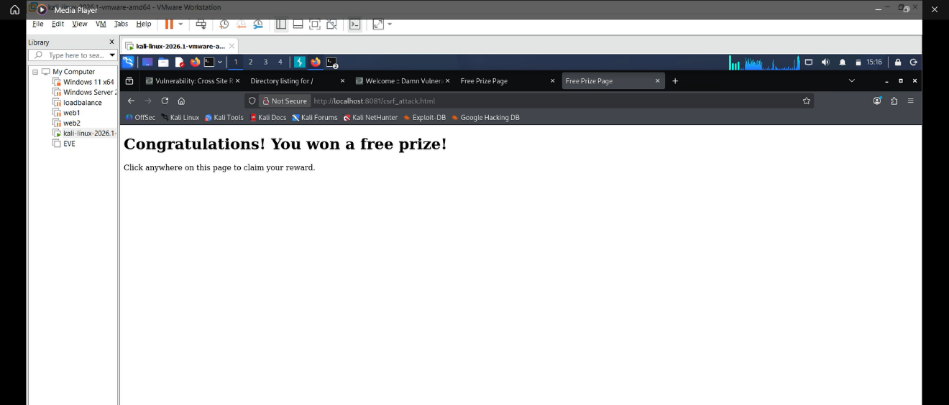 Media Player
1-vmware-amd64 - VMware Workstation
File Edit View VM Tabs Help
Library
kali-linux-2026.1-vmware-a...
Type here to sea...
1 2 3 4
15:16
My Computer
Windows 11 x64
Windows Server 2
loadbalance
web1
web2
kali-linux-2026.1-
EVE
Vulnerability: Cross Site
Directory listing for /
Welcome :: Damn Vulner
Free Prize Page
Free Prize Page
Not Secure
http://localhost:8081/csrf_attack.html
OffSec
Kali Linux
Kali Tools
Kali Docs
Kali Forums
Kali NetHunter
Exploit-DB
Google Hacking DB
Congratulations! You won a free prize!
Click anywhere on this page to claim your reward.